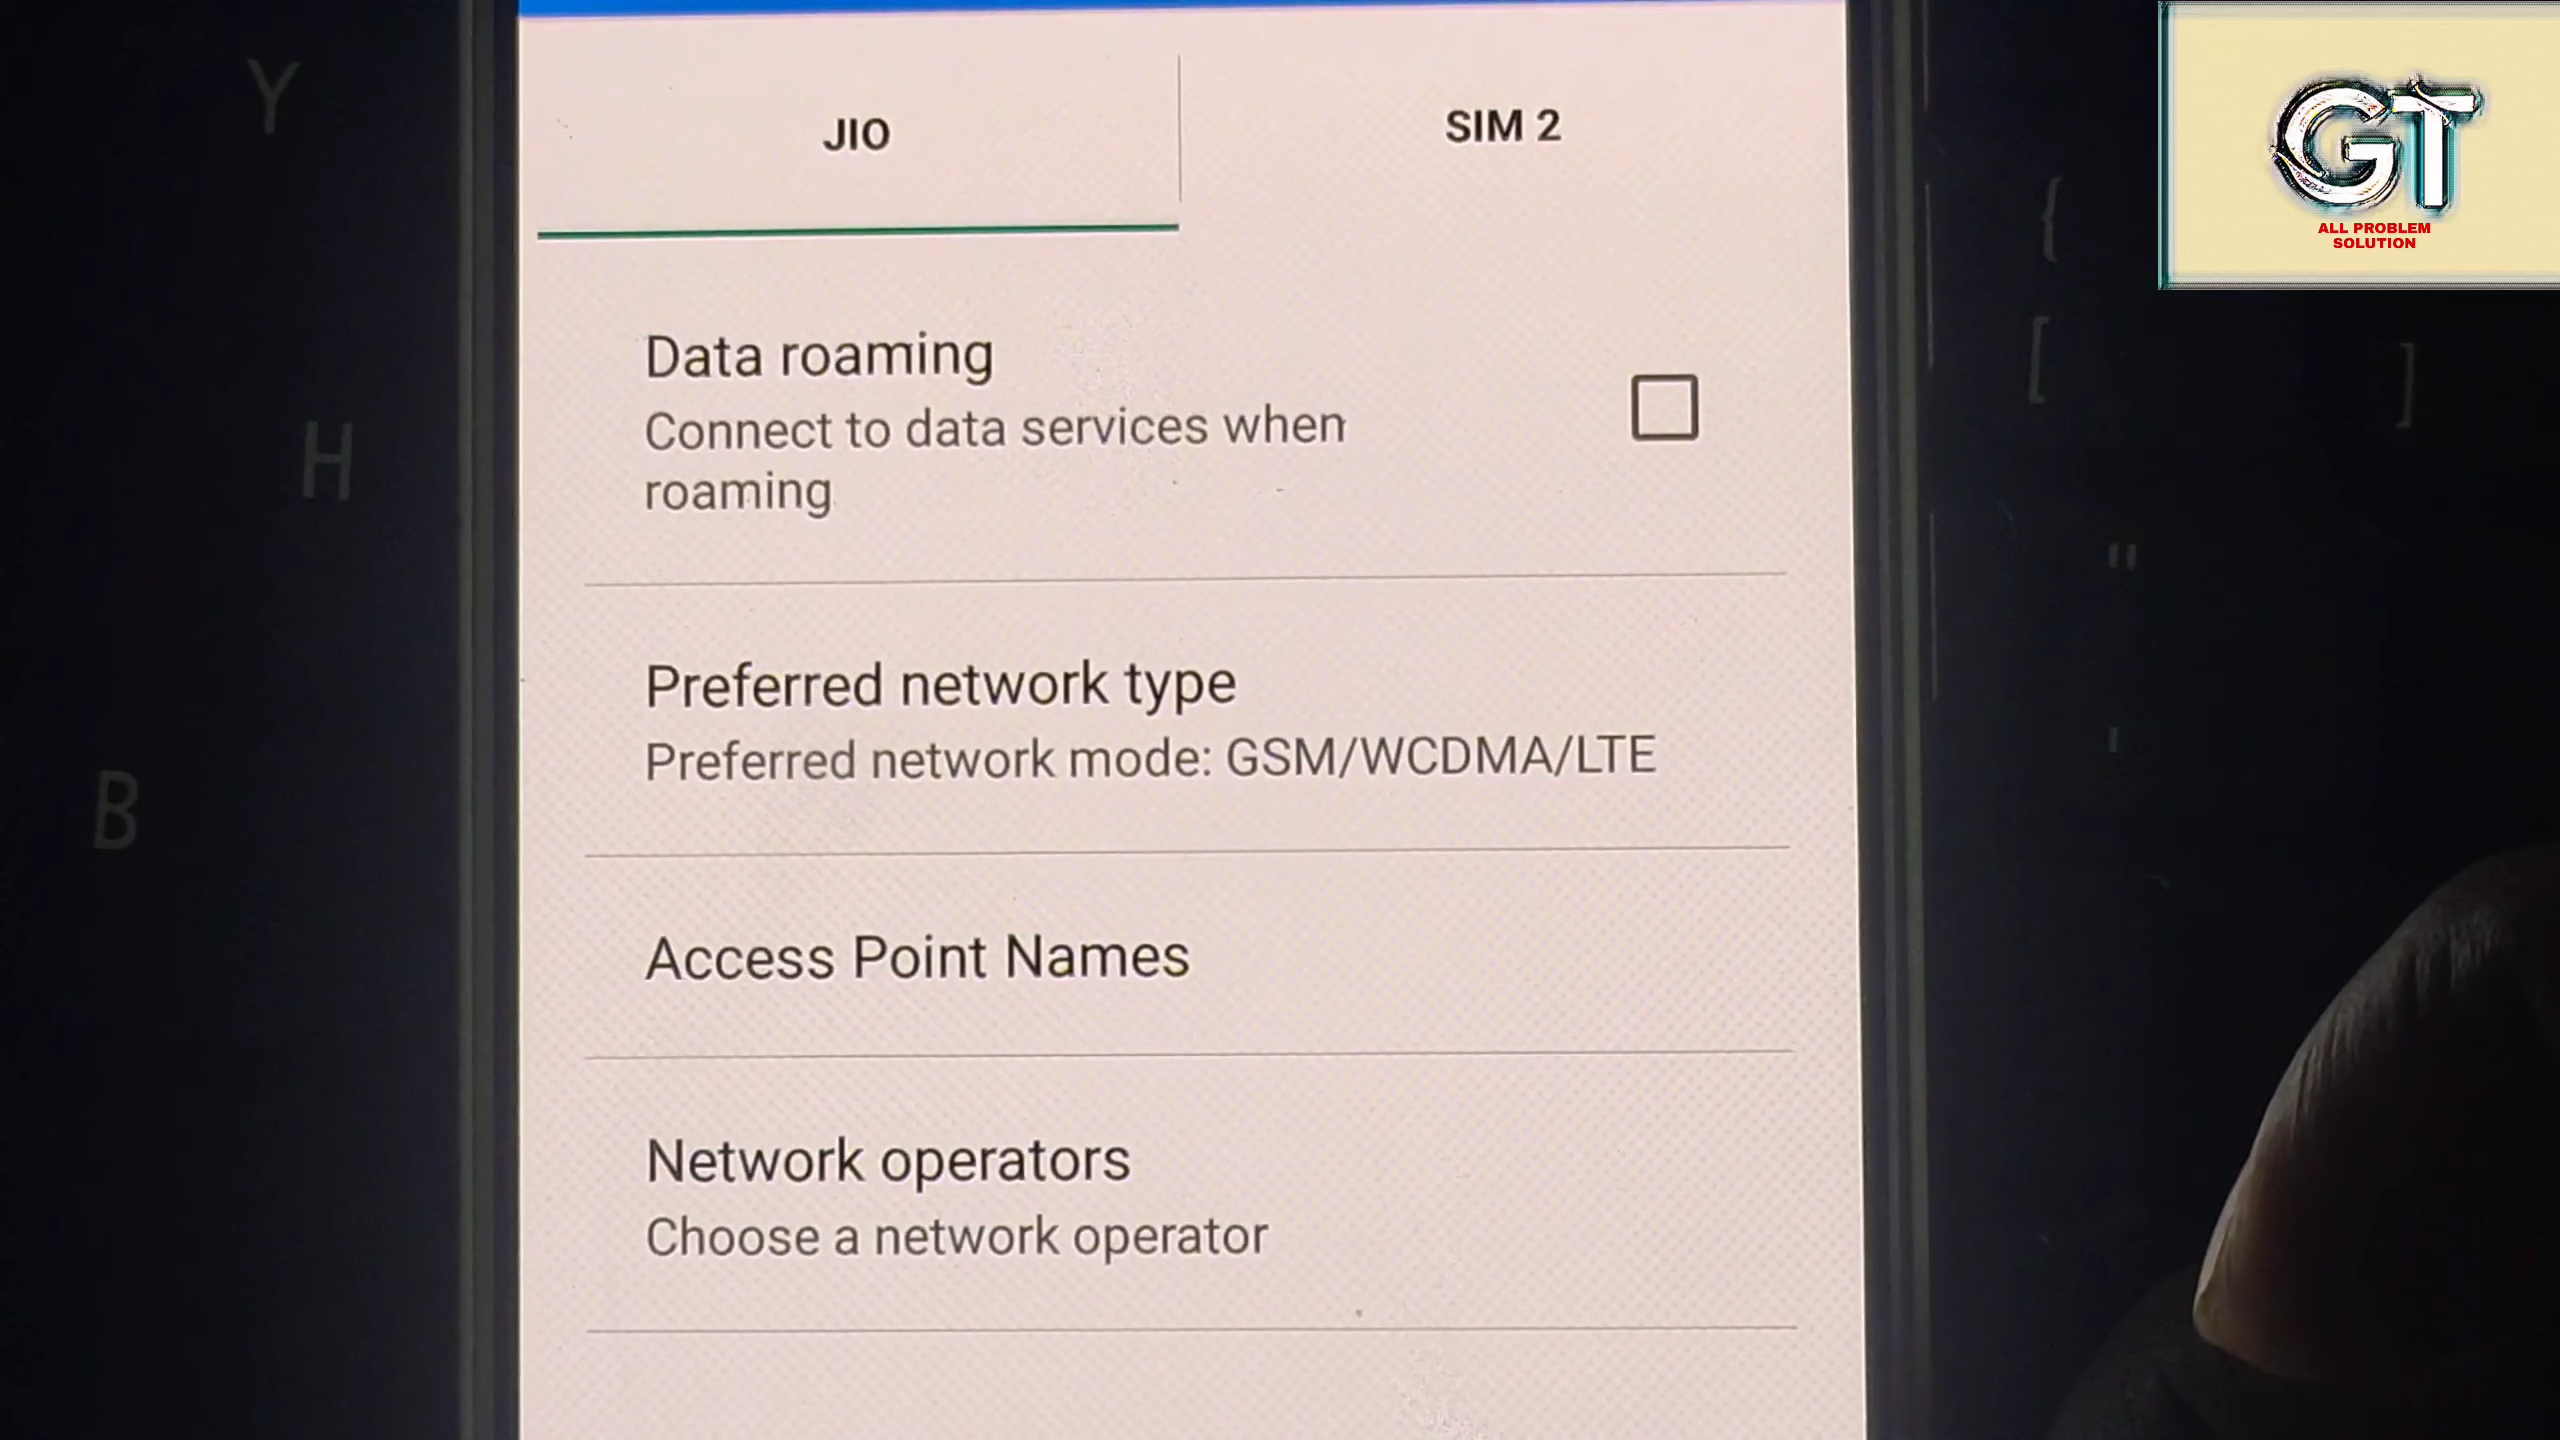 JIO
SIM 2
Data roaming
Connect to data services when
roaming
Preferred network type
Preferred network mode: GSM/WCDMA/LTE
Access Point Names
Network operators
Choose a network operator
GT
ALL PROBLEM
SOLUTION
Y
H
B
{
[
]
"
'